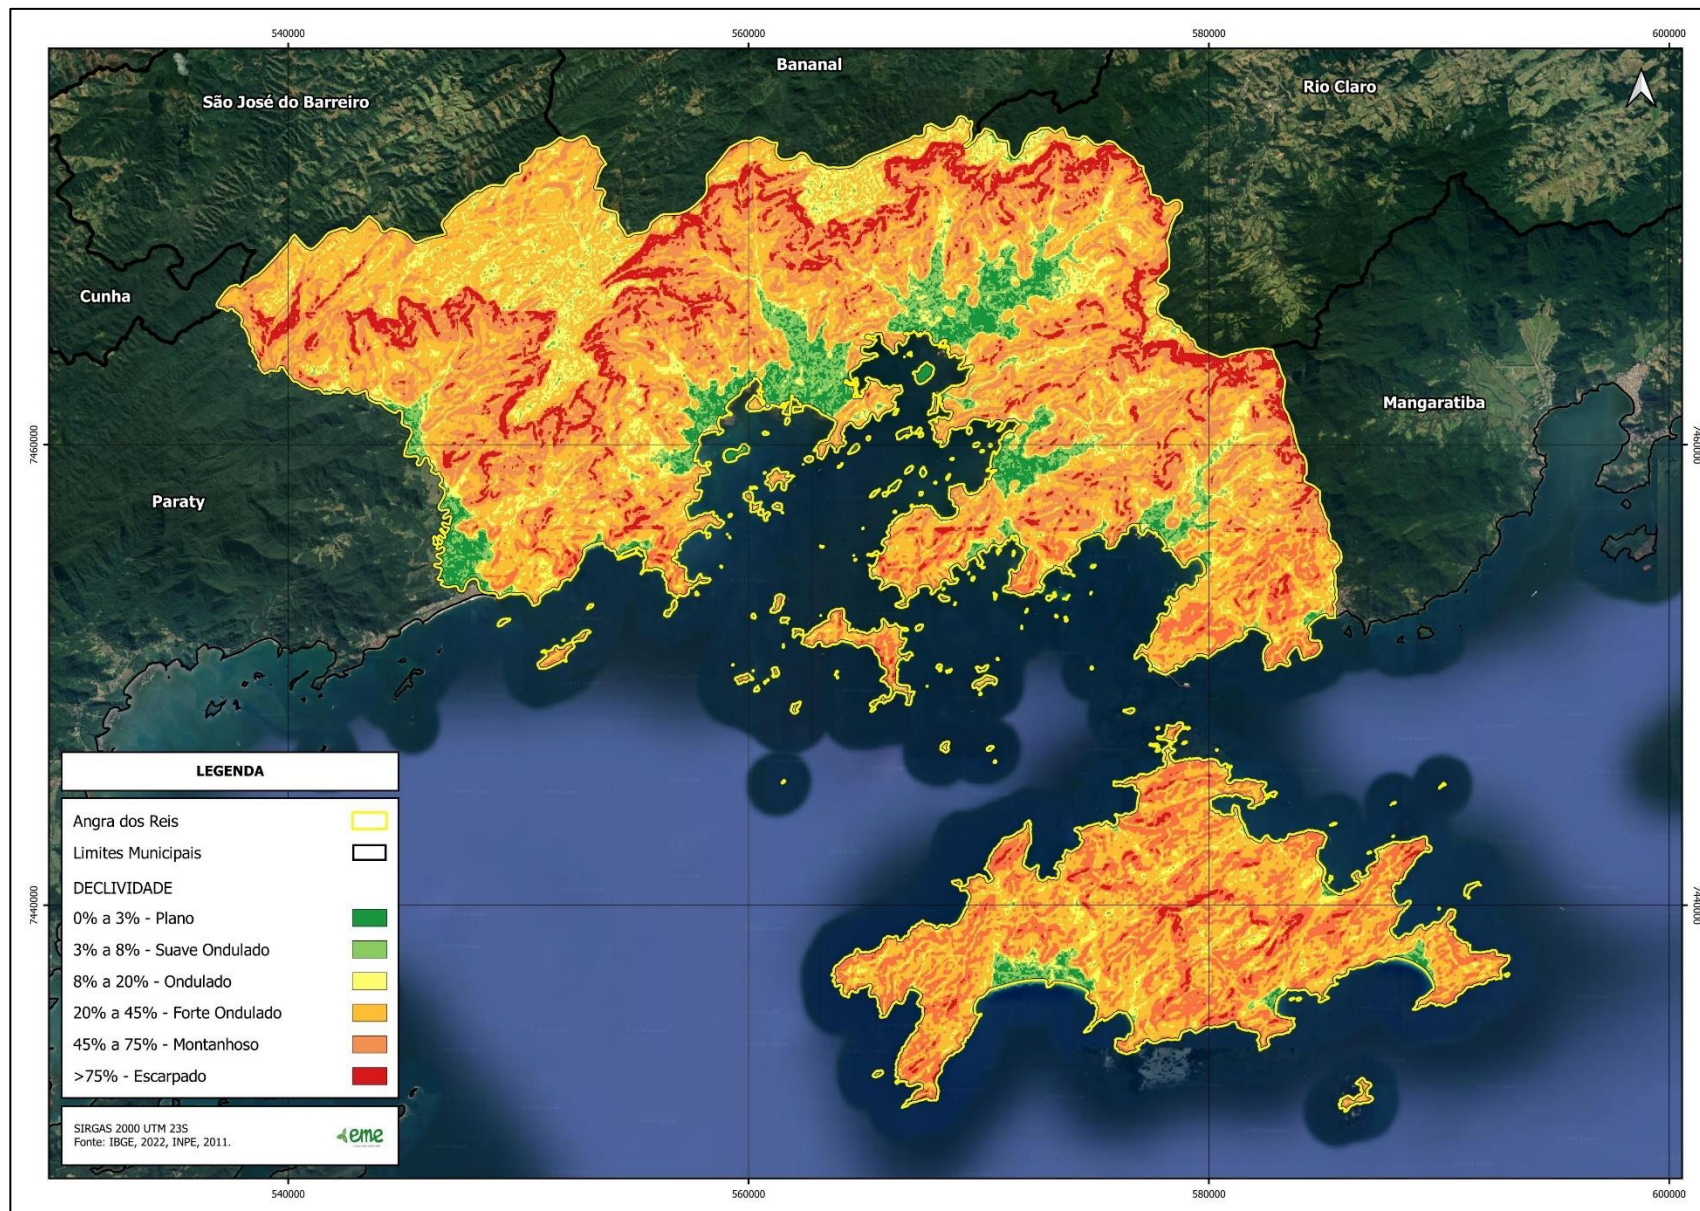 540000
560000
580000
600000
Bananal
São José do Barreiro
Rio Claro
Cunha
Mangaratiba
Paraty
7460000
7460000
7440000
7440000
LEGENDA
Angra dos Reis
Limites Municipais
DECLIVIDADE
0% a 3% - Plano
3% a 8% - Suave Ondulado
8% a 20% - Ondulado
20% a 45% - Forte Ondulado
45% a 75% - Montanhoso
>75% - Escarpado
SIRGAS 2000 UTM 23S
Fonte: IBGE, 2022, INPE, 2011.
eme
540000
560000
580000
600000